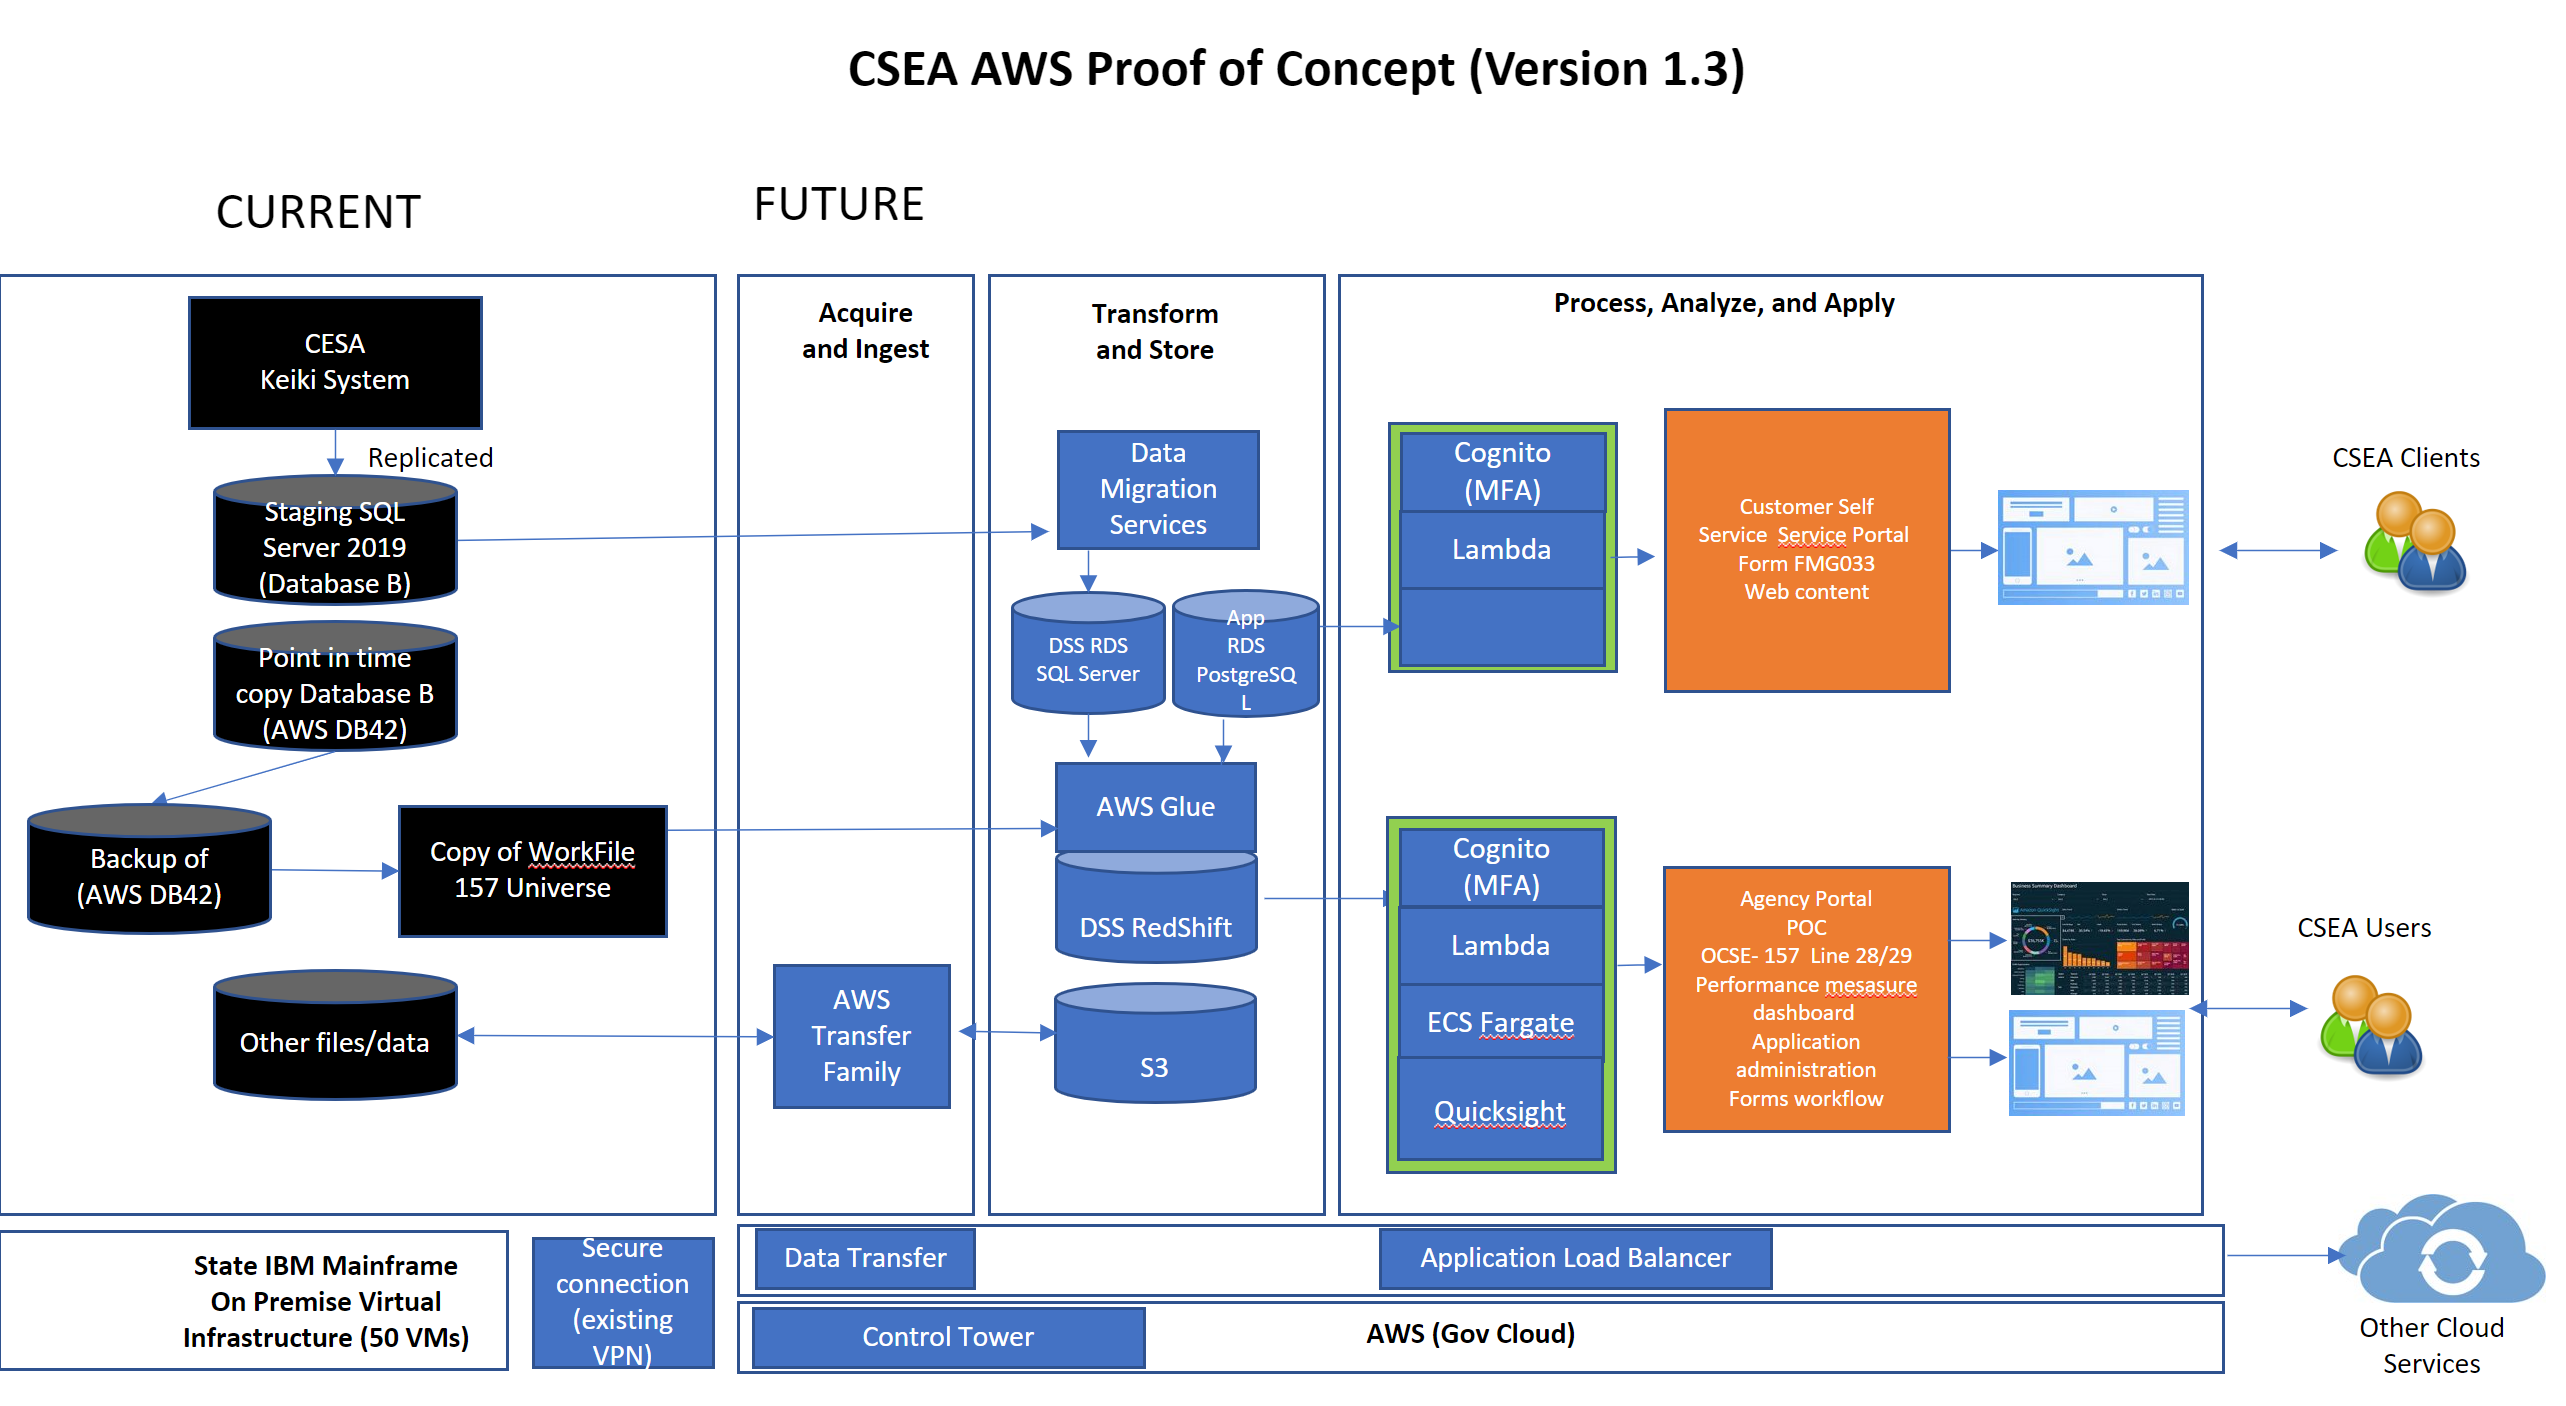 CSEA AWS Proof of Concept (Version 1.3)
CURRENT
FUTURE
CESA
Keiki System
Replicated
Staging SQL
Server 2019
(Database B)
Point in time
copy Database B
(AWS DB42)
Backup of
(AWS DB42)
Copy of WorkFile
157 Universe
Other files/data
State IBM Mainframe
On Premise Virtual
Infrastructure (50 VMs)
Secure
connection
(existing
VPN)
Acquire
and Ingest
AWS
Transfer
Family
Transform
and Store
Data
Migration
Services
DSS RDS
SQL Server
App
RDS
PostgreSQ
L
AWS Glue
DSS RedShift
S3
Process, Analyze, and Apply
Cognito
(MFA)
Lambda
Customer Self
Service  Service Portal
Form FMG033
Web content
Cognito
(MFA)
Lambda
ECS Fargate
Quicksight
Agency Portal
POC
OCSE- 157  Line 28/29
Performance mesasure
dashboard
Application
administration
Forms workflow
Business Summary Dashboard
CSEA Clients
CSEA Users
Data Transfer
Application Load Balancer
Control Tower
AWS (Gov Cloud)
Other Cloud
Services